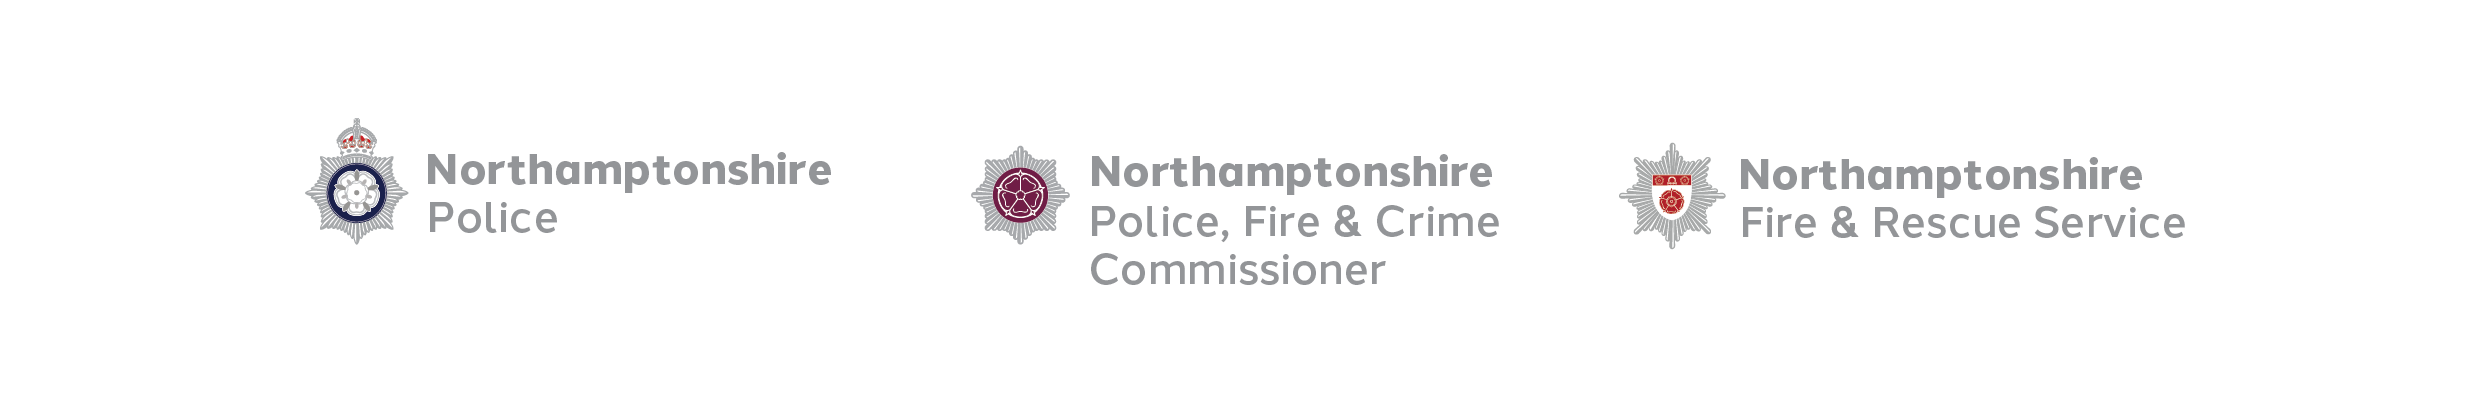 Northamptonshire
Police
Northamptonshire
Police, Fire & Crime
Commissioner
Northamptonshire
Fire & Rescue Service